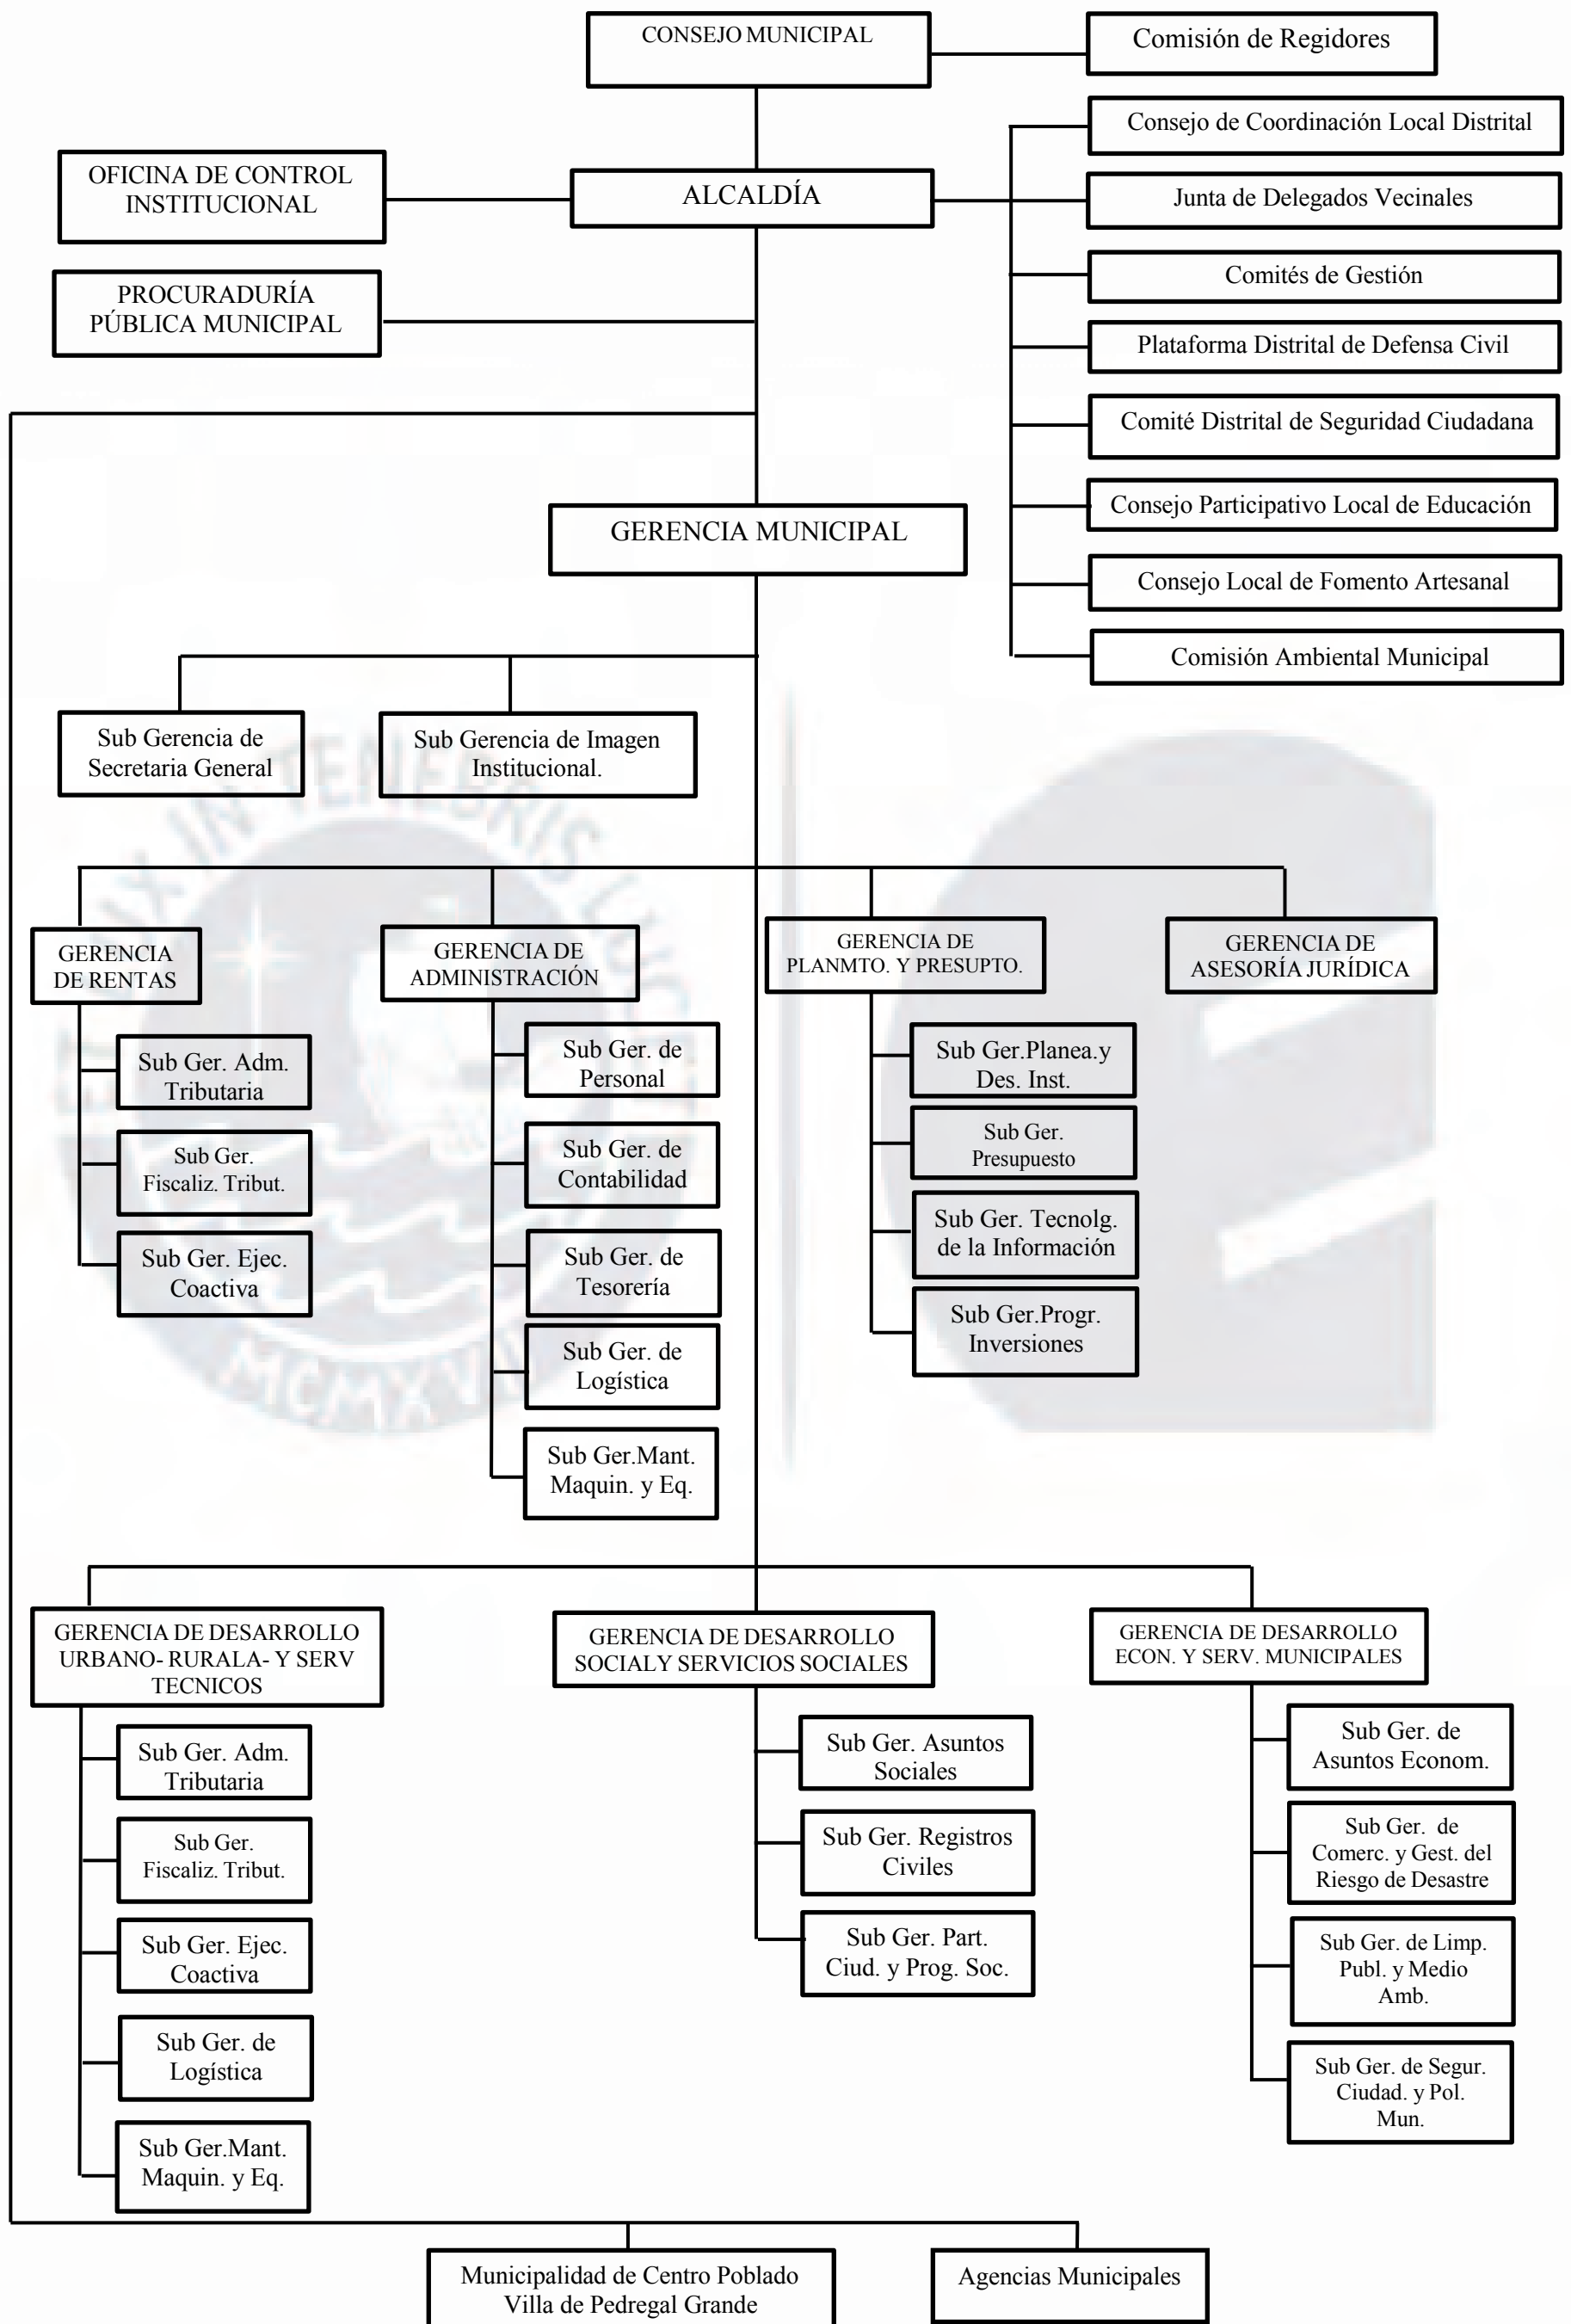 CONSEJO MUNICIPAL
Comisión de Regidores
Consejo de Coordinación Local Distrital
OFICINA DE CONTROL
INSTITUCIONAL
ALCALDÍA
Junta de Delegados Vecinales
Comités de Gestión
PROCURADURÍA
PÚBLICA MUNICIPAL
Plataforma Distrital de Defensa Civil
Comité Distrital de Seguridad Ciudadana
Consejo Participativo Local de Educación
GERENCIA MUNICIPAL
Consejo Local de Fomento Artesanal
Comisión Ambiental Municipal
Sub Gerencia de
Secretaria General
Sub Gerencia de Imagen
Institucional.
GERENCIA
DE RENTAS
GERENCIA DE
ADMINISTRACIÓN
GERENCIA DE
PLANMTO. Y PRESUPTO.
GERENCIA DE
ASESORÍA JURÍDICA
Sub Ger. Adm.
Tributaria
Sub Ger.
Fiscaliz. Tribut.
Sub Ger. Ejec.
Coactiva
Sub Ger. de
Personal
Sub Ger. de
Contabilidad
Sub Ger. de
Tesorería
Sub Ger. de
Logística
Sub Ger.Mant.
Maquin. y Eq.
Sub Ger.Planea.y
Des. Inst.
Sub Ger.
Presupuesto
Sub Ger. Tecnolg.
de la Información
Sub Ger.Progr.
Inversiones
GERENCIA DE DESARROLLO
URBANO- RURALA- Y SERV
TECNICOS
GERENCIA DE DESARROLLO
SOCIALY SERVICIOS SOCIALES
GERENCIA DE DESARROLLO
ECON. Y SERV. MUNICIPALES
Sub Ger. Adm.
Tributaria
Sub Ger.
Fiscaliz. Tribut.
Sub Ger. Ejec.
Coactiva
Sub Ger. de
Logística
Sub Ger.Mant.
Maquin. y Eq.
Sub Ger. Asuntos
Sociales
Sub Ger. Registros
Civiles
Sub Ger. Part.
Ciud. y Prog. Soc.
Sub Ger. de
Asuntos Econom.
Sub Ger. de
Comerc. y Gest. del
Riesgo de Desastre
Sub Ger. de Limp.
Publ. y Medio
Amb.
Sub Ger. de Segur.
Ciudad. y Pol.
Mun.
Municipalidad de Centro Poblado
Villa de Pedregal Grande
Agencias Municipales
ET LUX IN TENEBRIS LUCET
MCMXVII